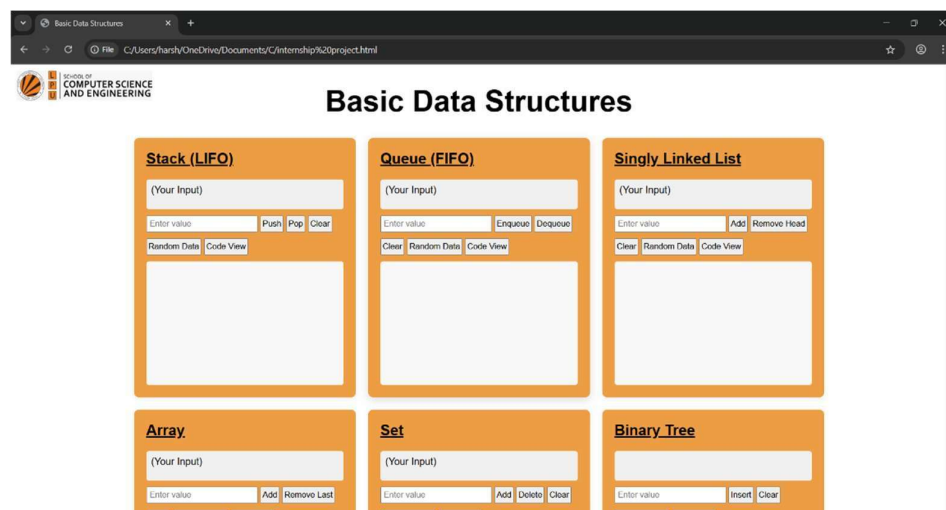 Basic Data Structures
File C:/Users/harsh/OneDrive/Documents/C/internship%20project.html
LPU
SCHOOL OF
COMPUTER SCIENCE
AND ENGINEERING
Basic Data Structures
Stack (LIFO)
(Your Input)
Enter value Push Pop Clear
Random Data Code View
Queue (FIFO)
(Your Input)
Enter value Enqueue Dequeue
Clear Random Data Code View
Singly Linked List
(Your Input)
Enter value Add Remove Head
Clear Random Data Code View
Array
(Your Input)
Enter value Add Remove Last
Set
(Your Input)
Enter value Add Delete Clear
Binary Tree
Enter value Insert Clear